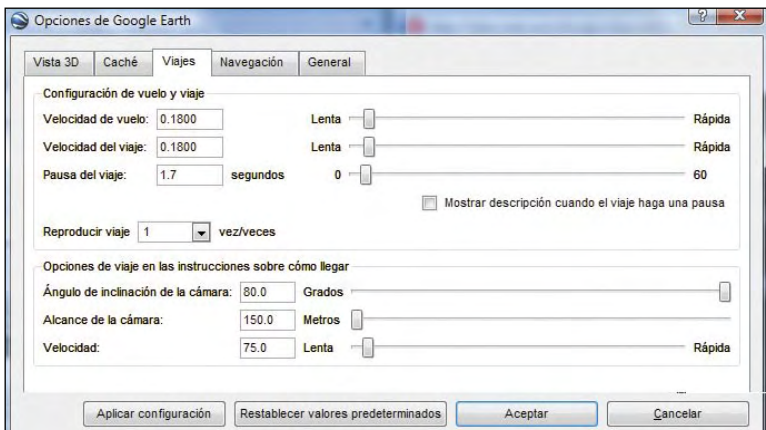 Opciones de Google Earth
Vista 3D Caché Viajes Navegación General
Configuración de vuelo y viaje
Velocidad de vuelo: 0.1800 Lenta Rápida
Velocidad del viaje: 0.1800 Lenta Rápida
Pausa del viaje: 1.7 segundos 0 60
Mostrar descripción cuando el viaje haga una pausa
Reproducir viaje 1 vez/veces
Opciones de viaje en las instrucciones sobre cómo llegar
Ángulo de inclinación de la cámara: 80.0 Grados
Alcance de la cámara: 150.0 Metros
Velocidad: 75.0 Lenta Rápida
Aplicar configuración Restablecer valores predeterminados Aceptar Cancelar